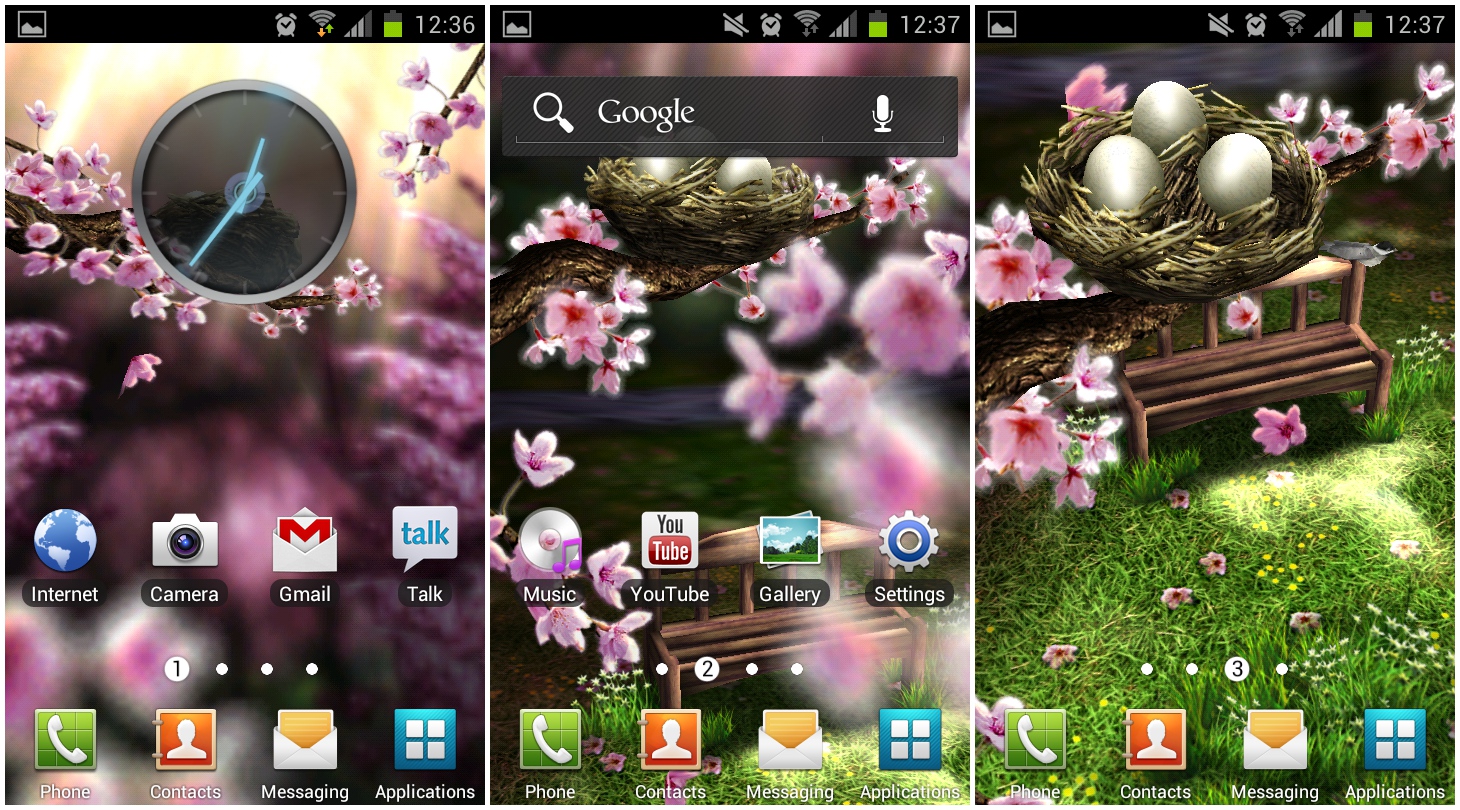 12:36
Internet Camera Gmail Talk
1
Phone Contacts Messaging Applications
12:37
Google
You
Tube
talk
Music YouTube Gallery Settings
2
Phone Contacts Messaging Applications
12:37
3
Phone Contacts Messaging Applications